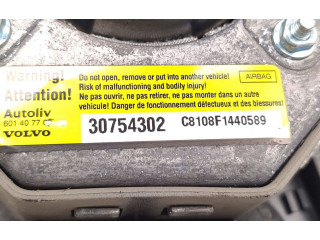 Warning! Do not open, remove or put into another vehicle! AIRBAG
Risk of malfunctioning and bodily injury!
Attention! Ne pas ouvrir, ne pas retirer, ne pas monter dans un autre
véhicule! Danger de fonctionnement défectueux et des blessures!
Autoliv
601 40 77
VOLVO 30754302 C8108F1440589